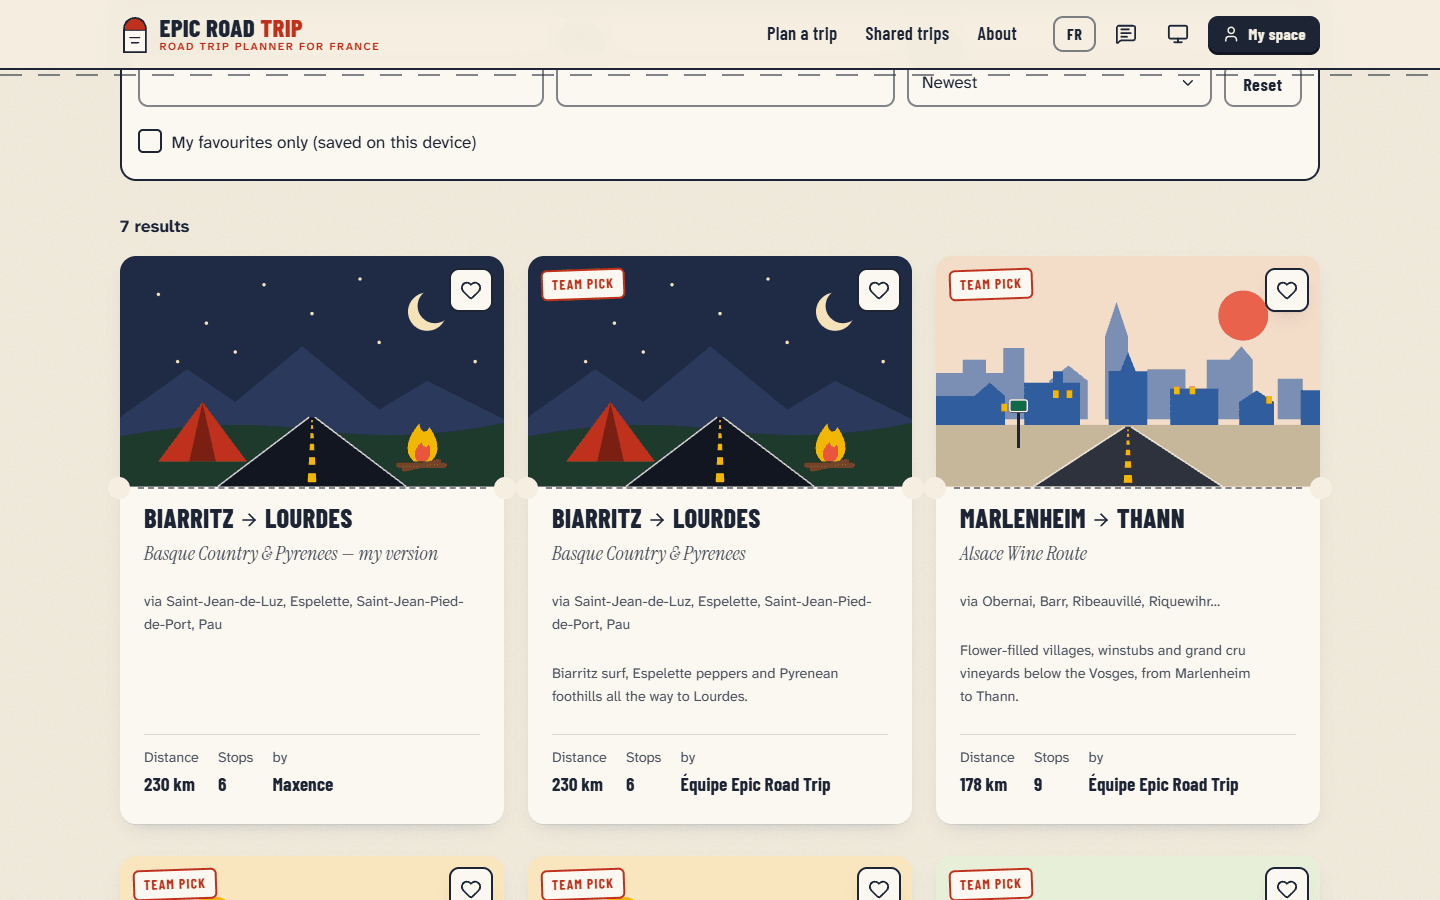 EPIC ROAD TRIP
ROAD TRIP PLANNER FOR FRANCE
Plan a trip
Shared trips
About
FR
My space
Newest
Reset
My favourites only (saved on this device)
7 results
BIARRITZ → LOURDES
Basque Country & Pyrenees — my version
via Saint-Jean-de-Luz, Espelette, Saint-Jean-Pied-
de-Port, Pau
Distance Stops by
230 km 6 Maxence
TEAM PICK
BIARRITZ → LOURDES
Basque Country & Pyrenees
via Saint-Jean-de-Luz, Espelette, Saint-Jean-Pied-
de-Port, Pau
Biarritz surf, Espelette peppers and Pyrenean
foothills all the way to Lourdes.
Distance Stops by
230 km 6 Équipe Epic Road Trip
TEAM PICK
MARLENHEIM → THANN
Alsace Wine Route
via Obernai, Barr, Ribeauvillé, Riquewihr...
Flower-filled villages, winstubs and grand cru
vineyards below the Vosges, from Marlenheim
to Thann.
Distance Stops by
178 km 9 Équipe Epic Road Trip
TEAM PICK
TEAM PICK
TEAM PICK